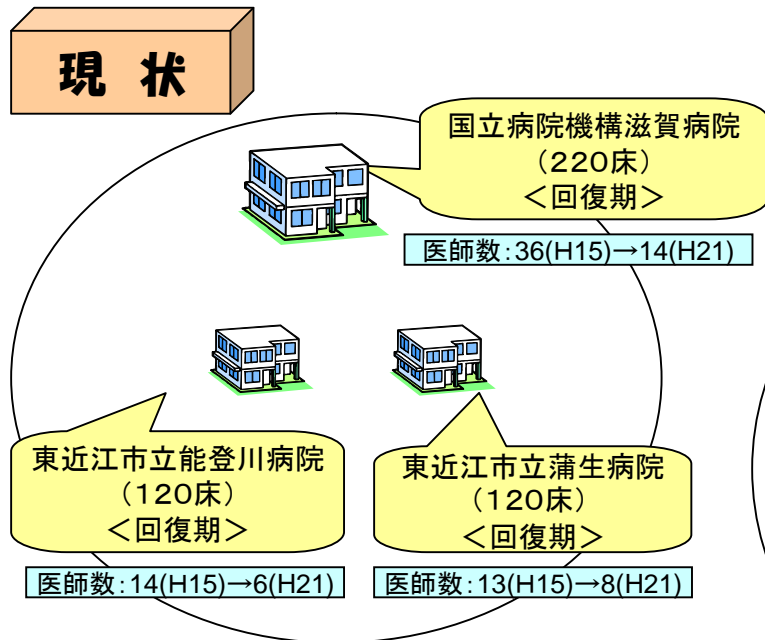 現 状
国立病院機構滋賀病院
（220床）
＜回復期＞
医師数：36(H15)→14(H21)
東近江市立能登川病院
（120床）
＜回復期＞
医師数：14(H15)→6(H21)
東近江市立蒲生病院
（120床）
＜回復期＞
医師数：13(H15)→8(H21)